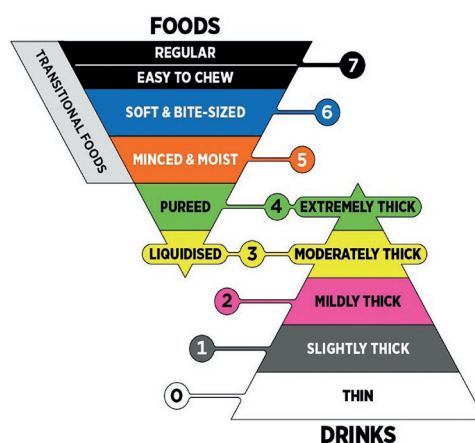 FOODS
REGULAR
EASY TO CHEW
7
TRANSITIONAL FOODS
SOFT & BITE-SIZED
6
MINCED & MOIST
5
PUREED
4
EXTREMELY THICK
LIQUIDISED
3
MODERATELY THICK
2
MILDLY THICK
1
SLIGHTLY THICK
0
THIN
DRINKS